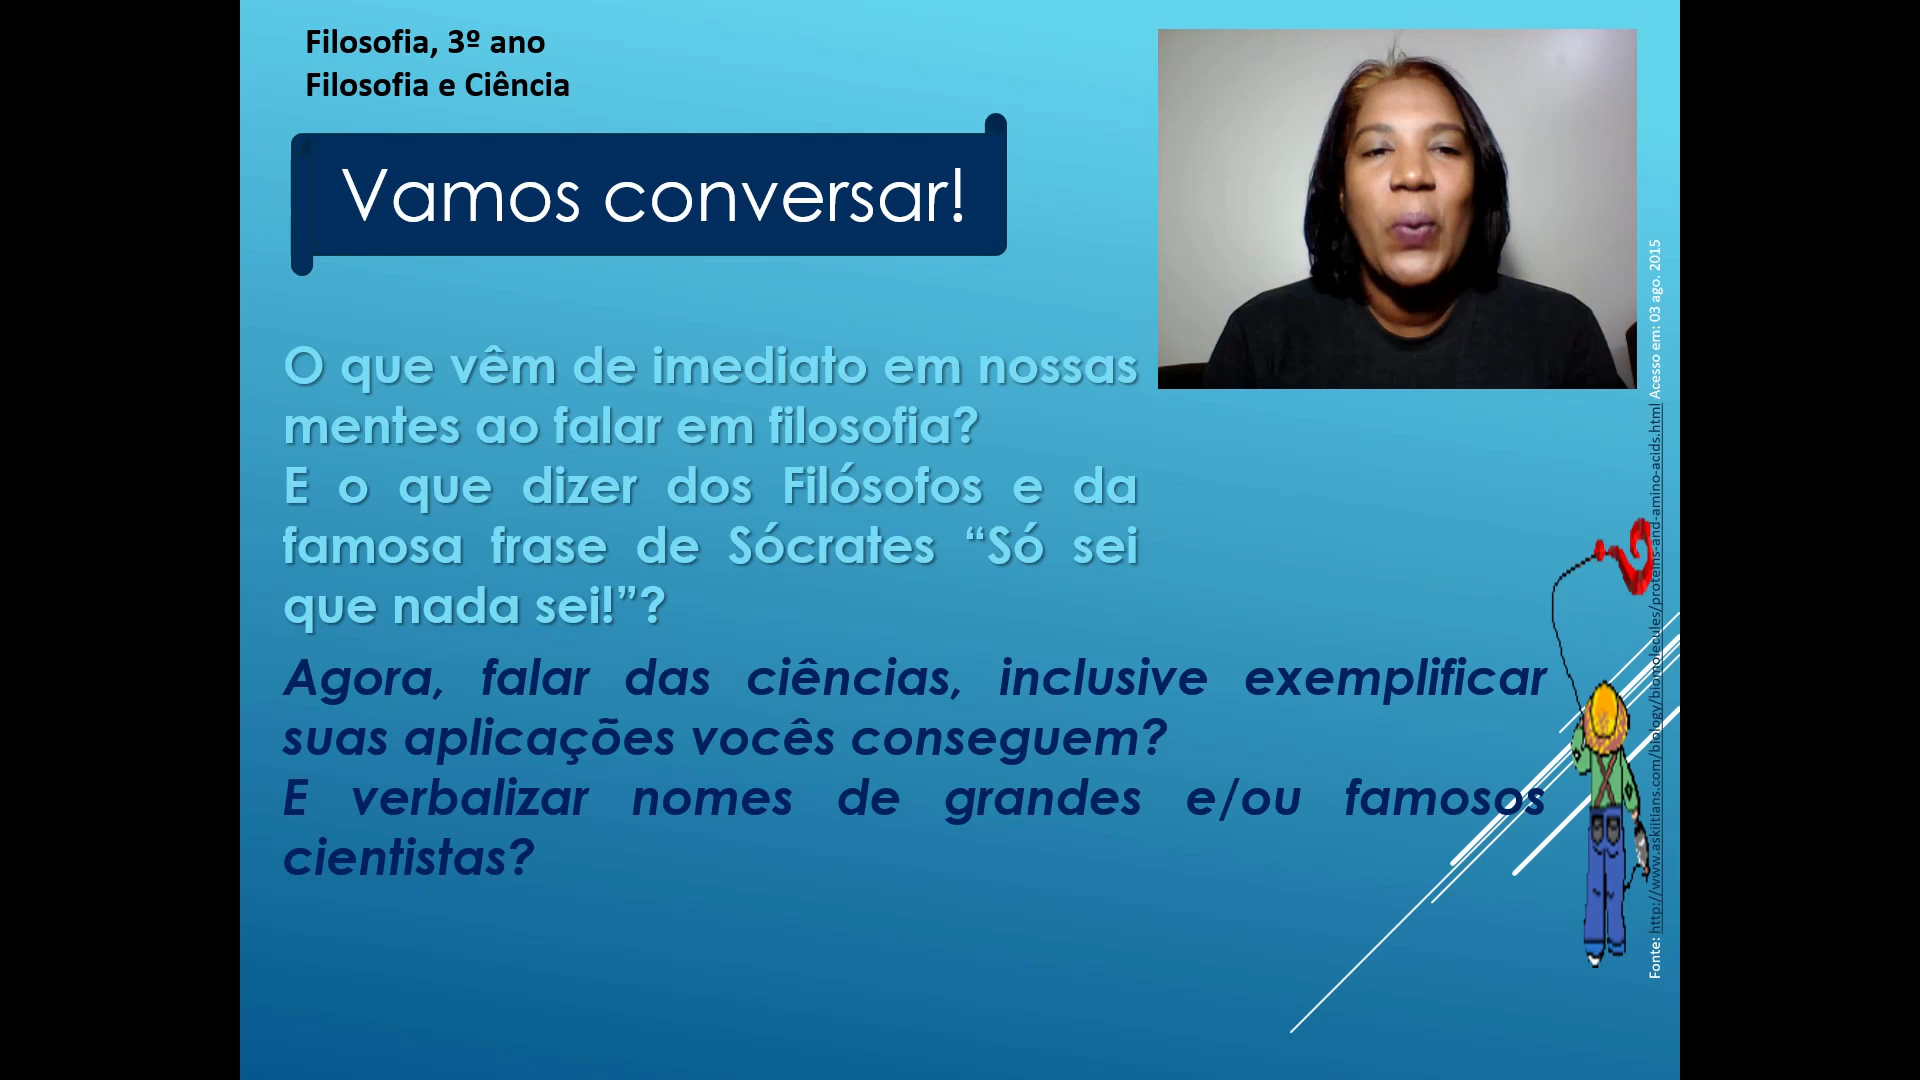 Filosofia, 3º ano
Filosofia e Ciência
Vamos conversar!
O que vêm de imediato em nossas
mentes ao falar em filosofia?
E o que dizer dos Filósofos e da
famosa frase de Sócrates “Só sei
que nada sei!”?
Agora, falar das ciências, inclusive exemplificar
suas aplicações vocês conseguem?
E verbalizar nomes de grandes e/ou famosos
cientistas?
Fonte: http://www.askiitians.com/biology/biomolecules/proteins-and-amino-acids.html Acesso em: 03 ago. 2015